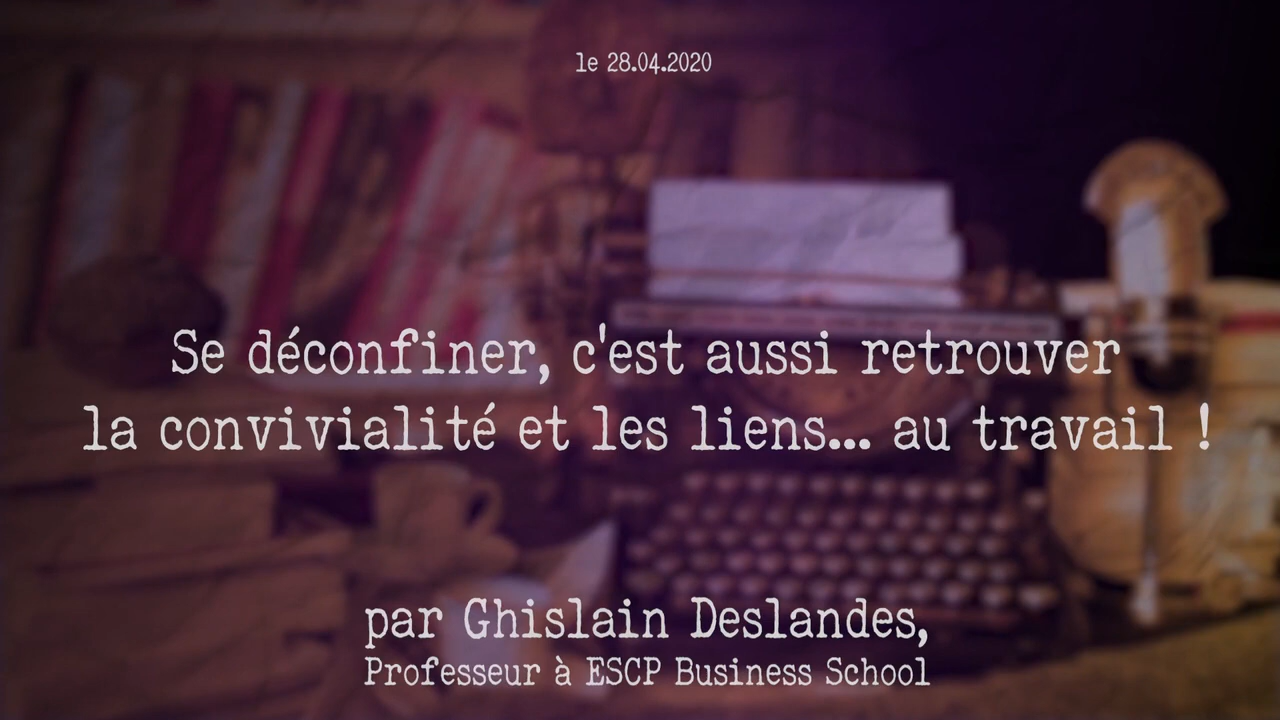 le 28.04.2020
Se déconfiner, c'est aussi retrouver
la convivialité et les liens... au travail !
par Ghislain Deslandes,
Professeur à ESCP Business School